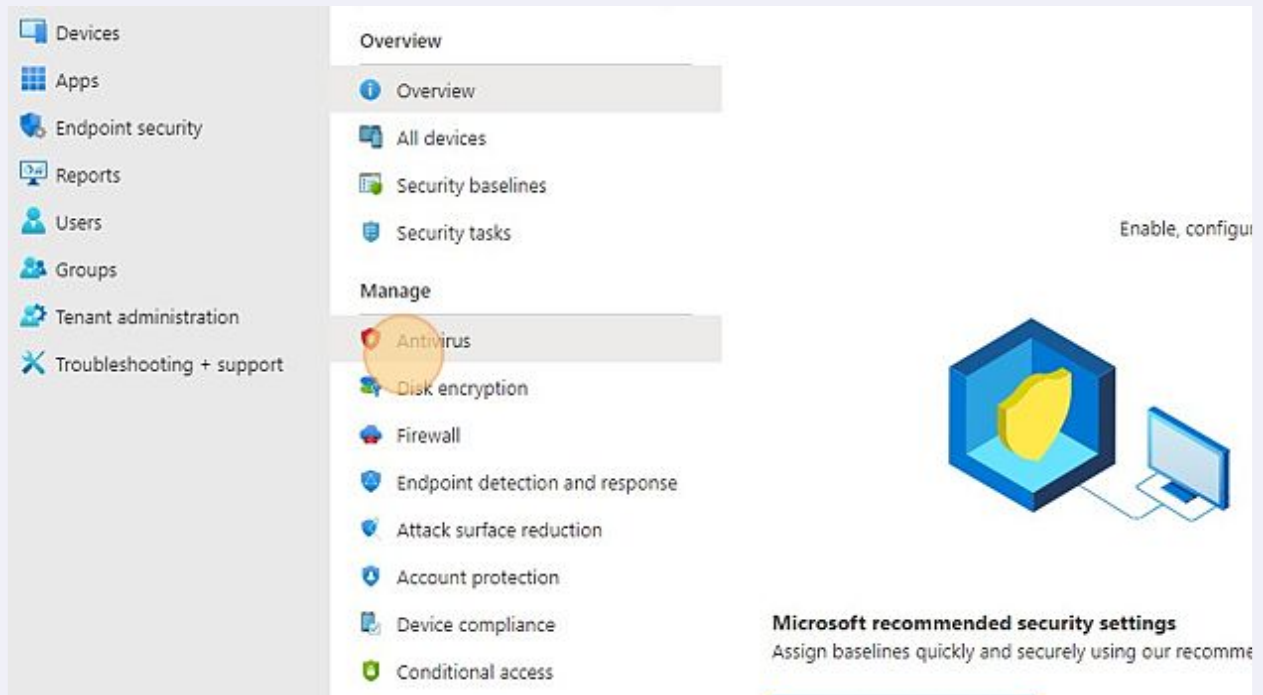 Devices
Apps
Endpoint security
Reports
Users
Groups
Tenant administration
Troubleshooting + support
Overview
Overview
All devices
Security baselines
Security tasks
Manage
Antivirus
Disk encryption
Firewall
Endpoint detection and response
Attack surface reduction
Account protection
Device compliance
Conditional access
Enable, configu
Microsoft recommended security settings
Assign baselines quickly and securely using our recomme